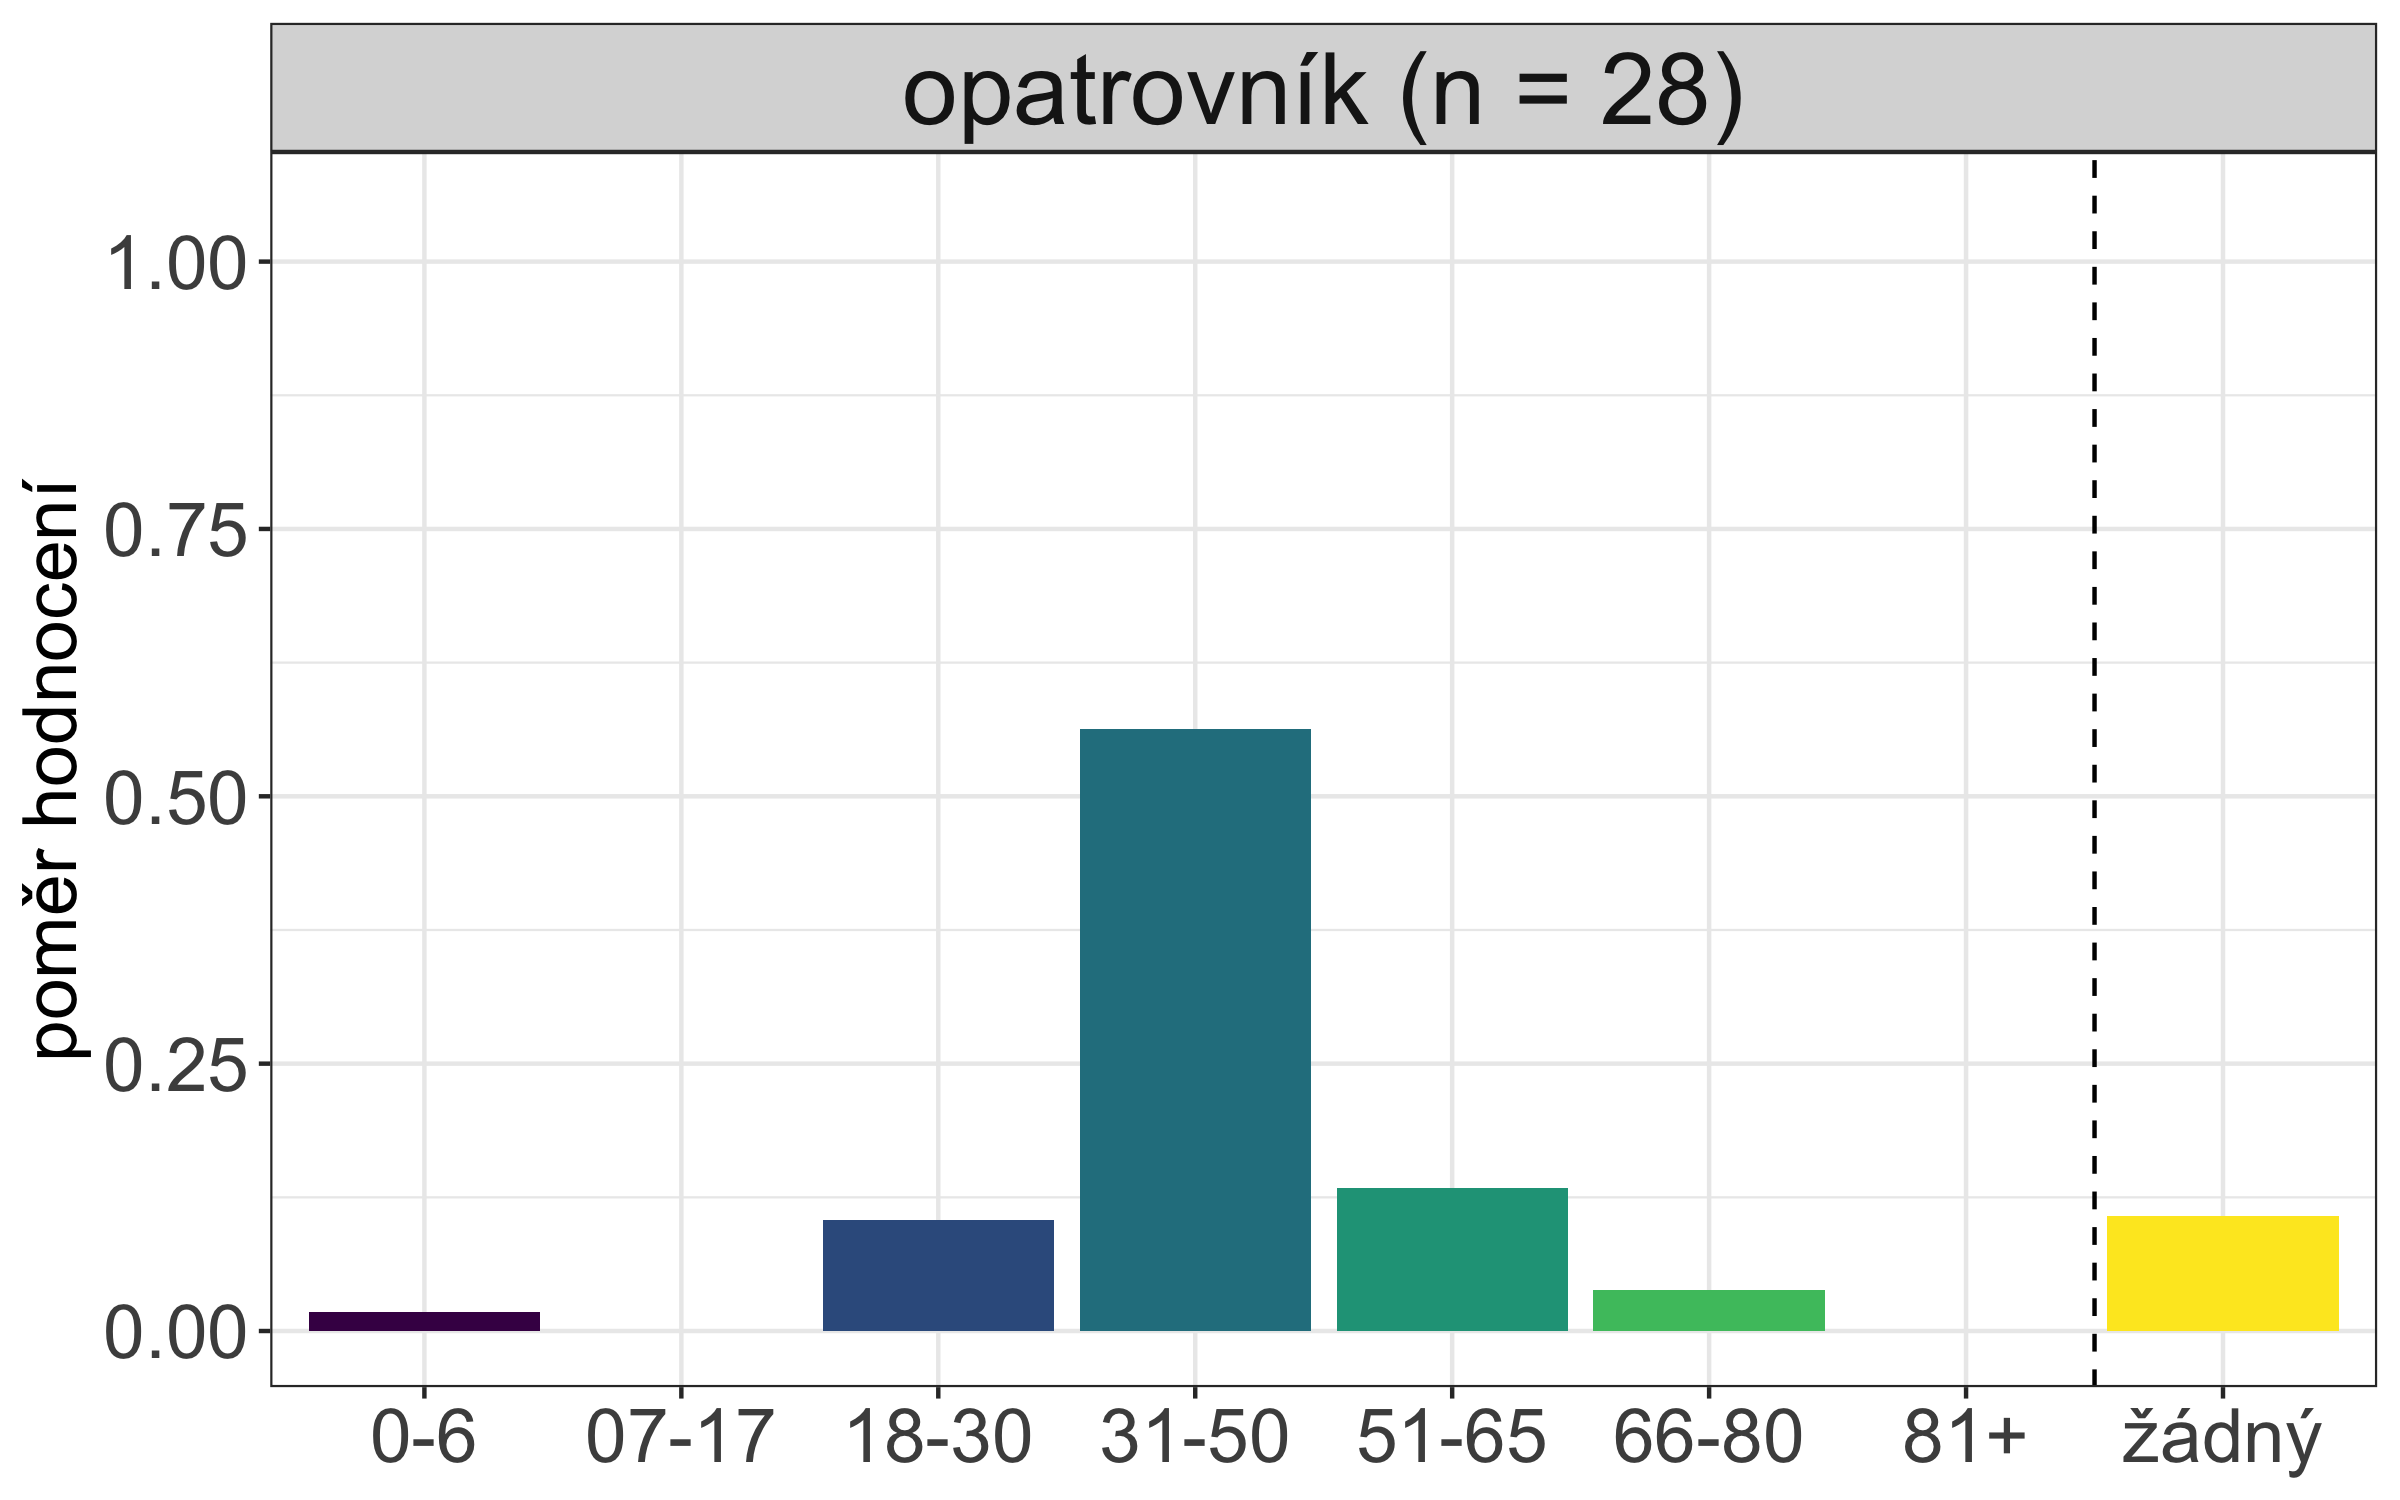 opatrovník (n = 28)
poměr hodnocení
1.00
0.75
0.50
0.25
0.00
0-6 07-17 18-30 31-50 51-65 66-80 81+ žádný